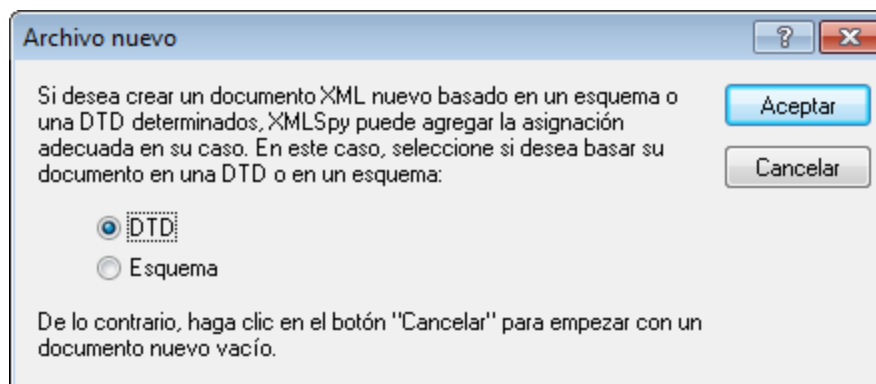 Archivo nuevo
Si desea crear un documento XML nuevo basado en un esquema o
una DTD determinados, XMLSpy puede agregar la asignación
adecuada en su caso. En este caso, seleccione si desea basar su
documento en una DTD o en un esquema:
Aceptar
Cancelar
DTD
Esquema
De lo contrario, haga clic en el botón "Cancelar" para empezar con un
documento nuevo vacío.